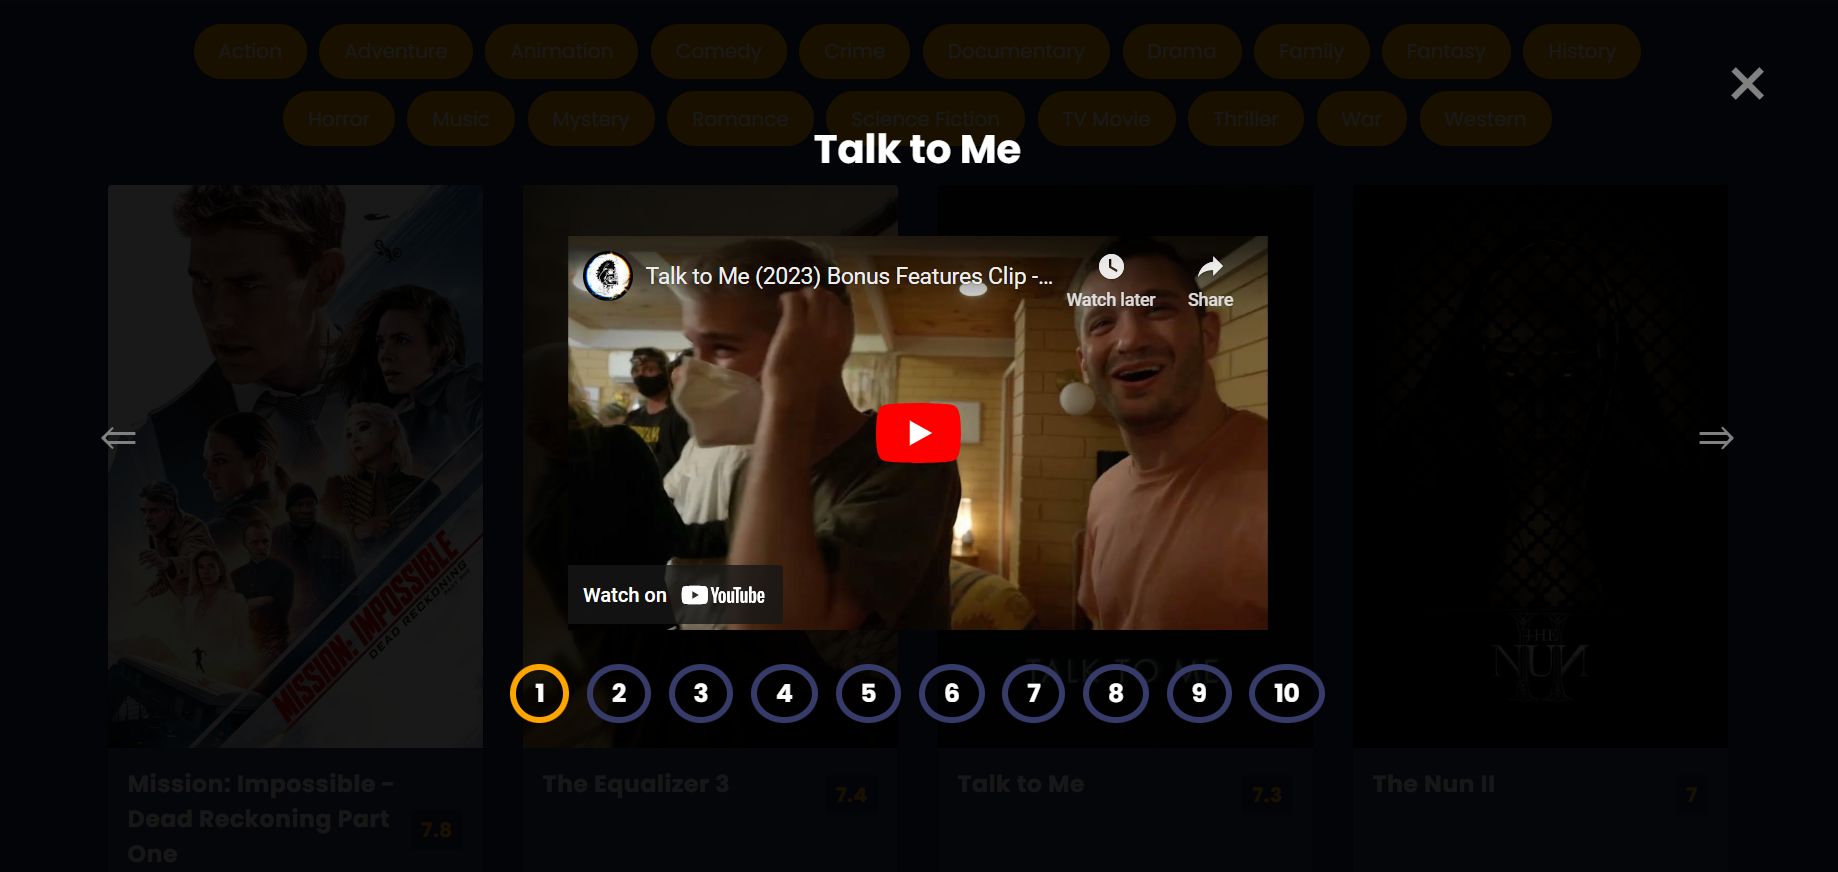 Action Adventure Animation Comedy Crime Documentary Drama Family Fantasy History
Horror Music Mystery Romance Science Fiction TV Movie Thriller War Western
Talk to Me
Talk to Me (2023) Bonus Features Clip -...
Watch later
Share
MISSION: IMPOSSIBLE
DEAD RECKONING
PART ONE
Watch on YouTube
TALK TO ME
THE
NUN
II
1 2 3 4 5 6 7 8 9 10
Mission: Impossible -
Dead Reckoning Part
One
7.8
The Equalizer 3
7.4
Talk to Me
7.3
The Nun II
7